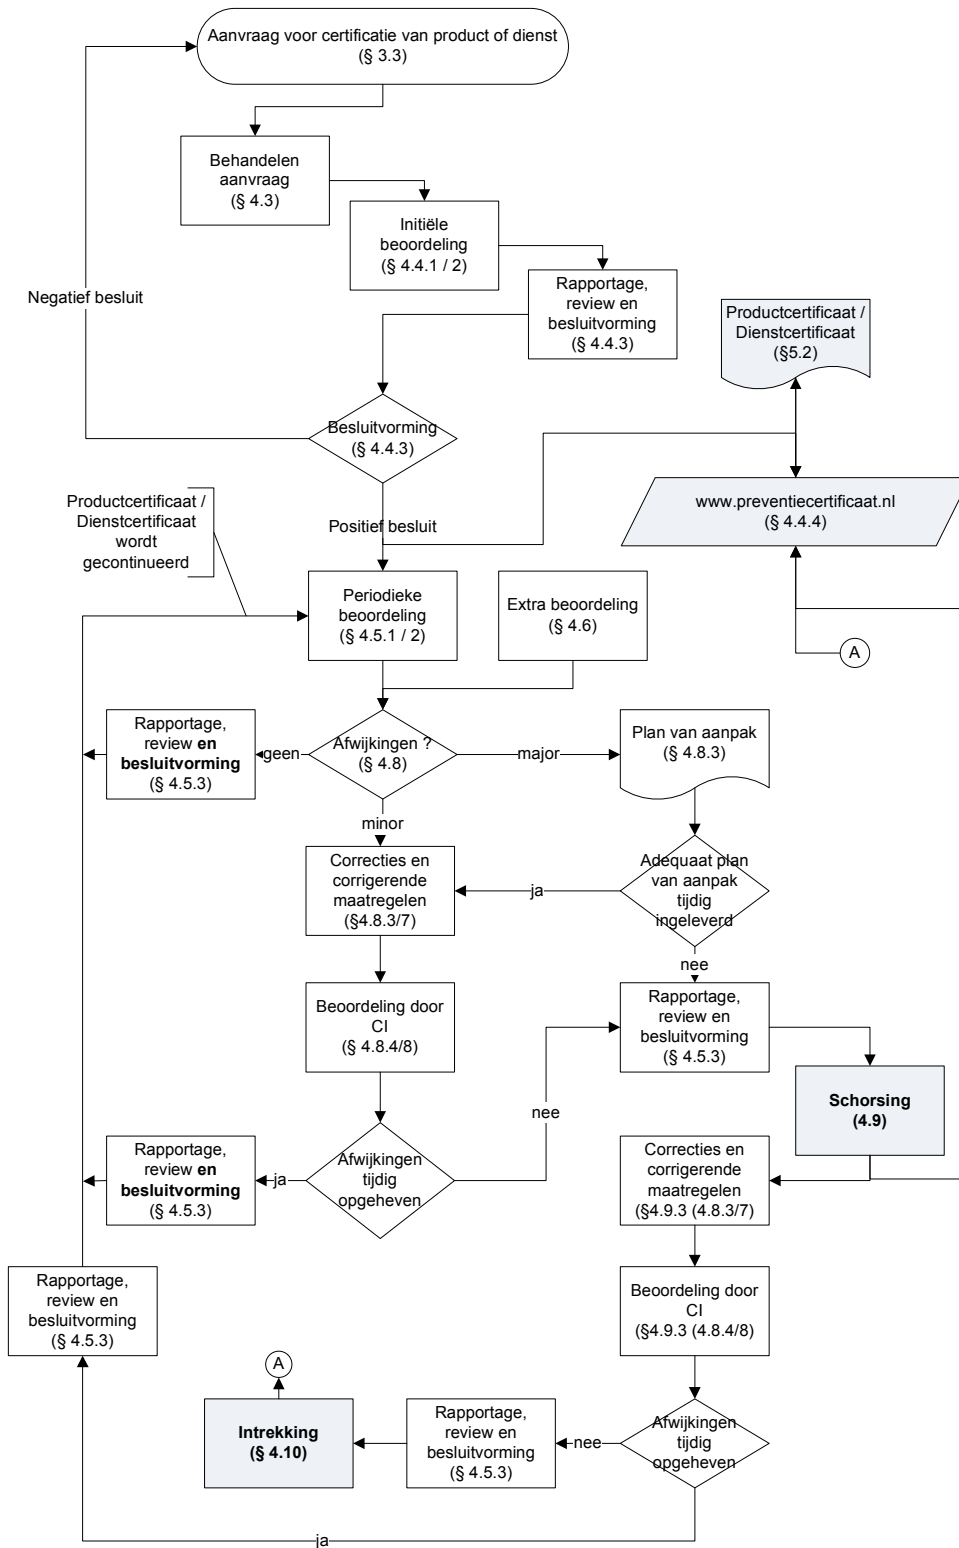 Aanvraag voor certificatie van product of dienst
(§ 3.3)
Behandelen
aanvraag
(§ 4.3)
Initiële
beoordeling
(§ 4.4.1 / 2)
Rapportage,
review en
besluitvorming
(§ 4.4.3)
Negatief besluit
Productcertificaat /
Dienstcertificaat
(§5.2)
Besluitvorming
(§ 4.4.3)
Productcertificaat /
Dienstcertificaat
wordt
gecontinueerd
Positief besluit
www.preventiecertificaat.nl
(§ 4.4.4)
Periodieke
beoordeling
(§ 4.5.1 / 2)
Extra beoordeling
(§ 4.6)
A
Rapportage,
review en
besluitvorming
(§ 4.5.3)
geen
Afwijkingen ?
(§ 4.8)
major
Plan van aanpak
(§ 4.8.3)
minor
Correcties en
corrigerende
maatregelen
(§4.8.3/7)
ja
Adequaat plan
van aanpak
tijdig
ingeleverd
nee
Beoordeling door
CI
(§ 4.8.4/8)
Rapportage,
review en
besluitvorming
(§ 4.5.3)
Schorsing
(4.9)
nee
Rapportage,
review en
besluitvorming
(§ 4.5.3)
ja
Afwijkingen
tijdig
opgeheven
Correcties en
corrigerende
maatregelen
(§4.9.3 (4.8.3/7)
Rapportage,
review en
besluitvorming
(§ 4.5.3)
Beoordeling door
CI
(§4.9.3 (4.8.4/8)
A
Intrekking
(§ 4.10)
Rapportage,
review en
besluitvorming
(§ 4.5.3)
nee
Afwijkingen
tijdig
opgeheven
ja